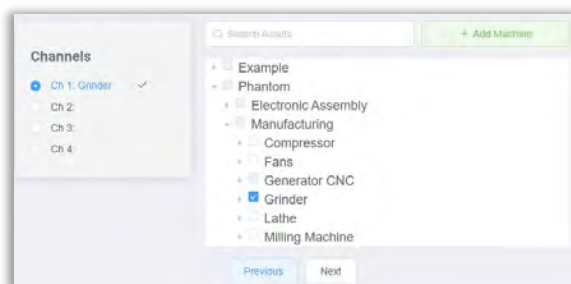 Channels
Ch 1: Grinder
Ch 2:
Ch 3:
Ch 4:
Search Assets
+ Add Machine
Example
Phantom
Electronic Assembly
Manufacturing
Compressor
Fans
Generator CNC
Grinder
Lathe
Milling Machine
Previous
Next